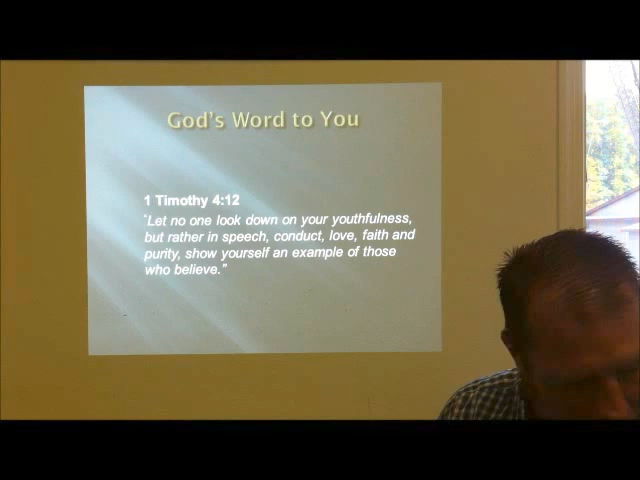 God's Word to You
1 Timothy 4:12
"Let no one look down on your youthfulness,
but rather in speech, conduct, love, faith and
purity, show yourself an example of those
who believe."